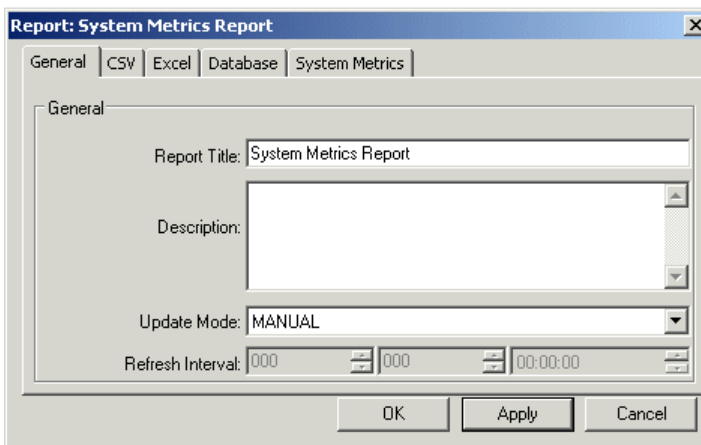 Report: System Metrics Report
General CSV Excel Database System Metrics
General
Report Title: System Metrics Report
Description:
Update Mode: MANUAL
Refresh Interval: 000 000 00:00:00
OK Apply Cancel